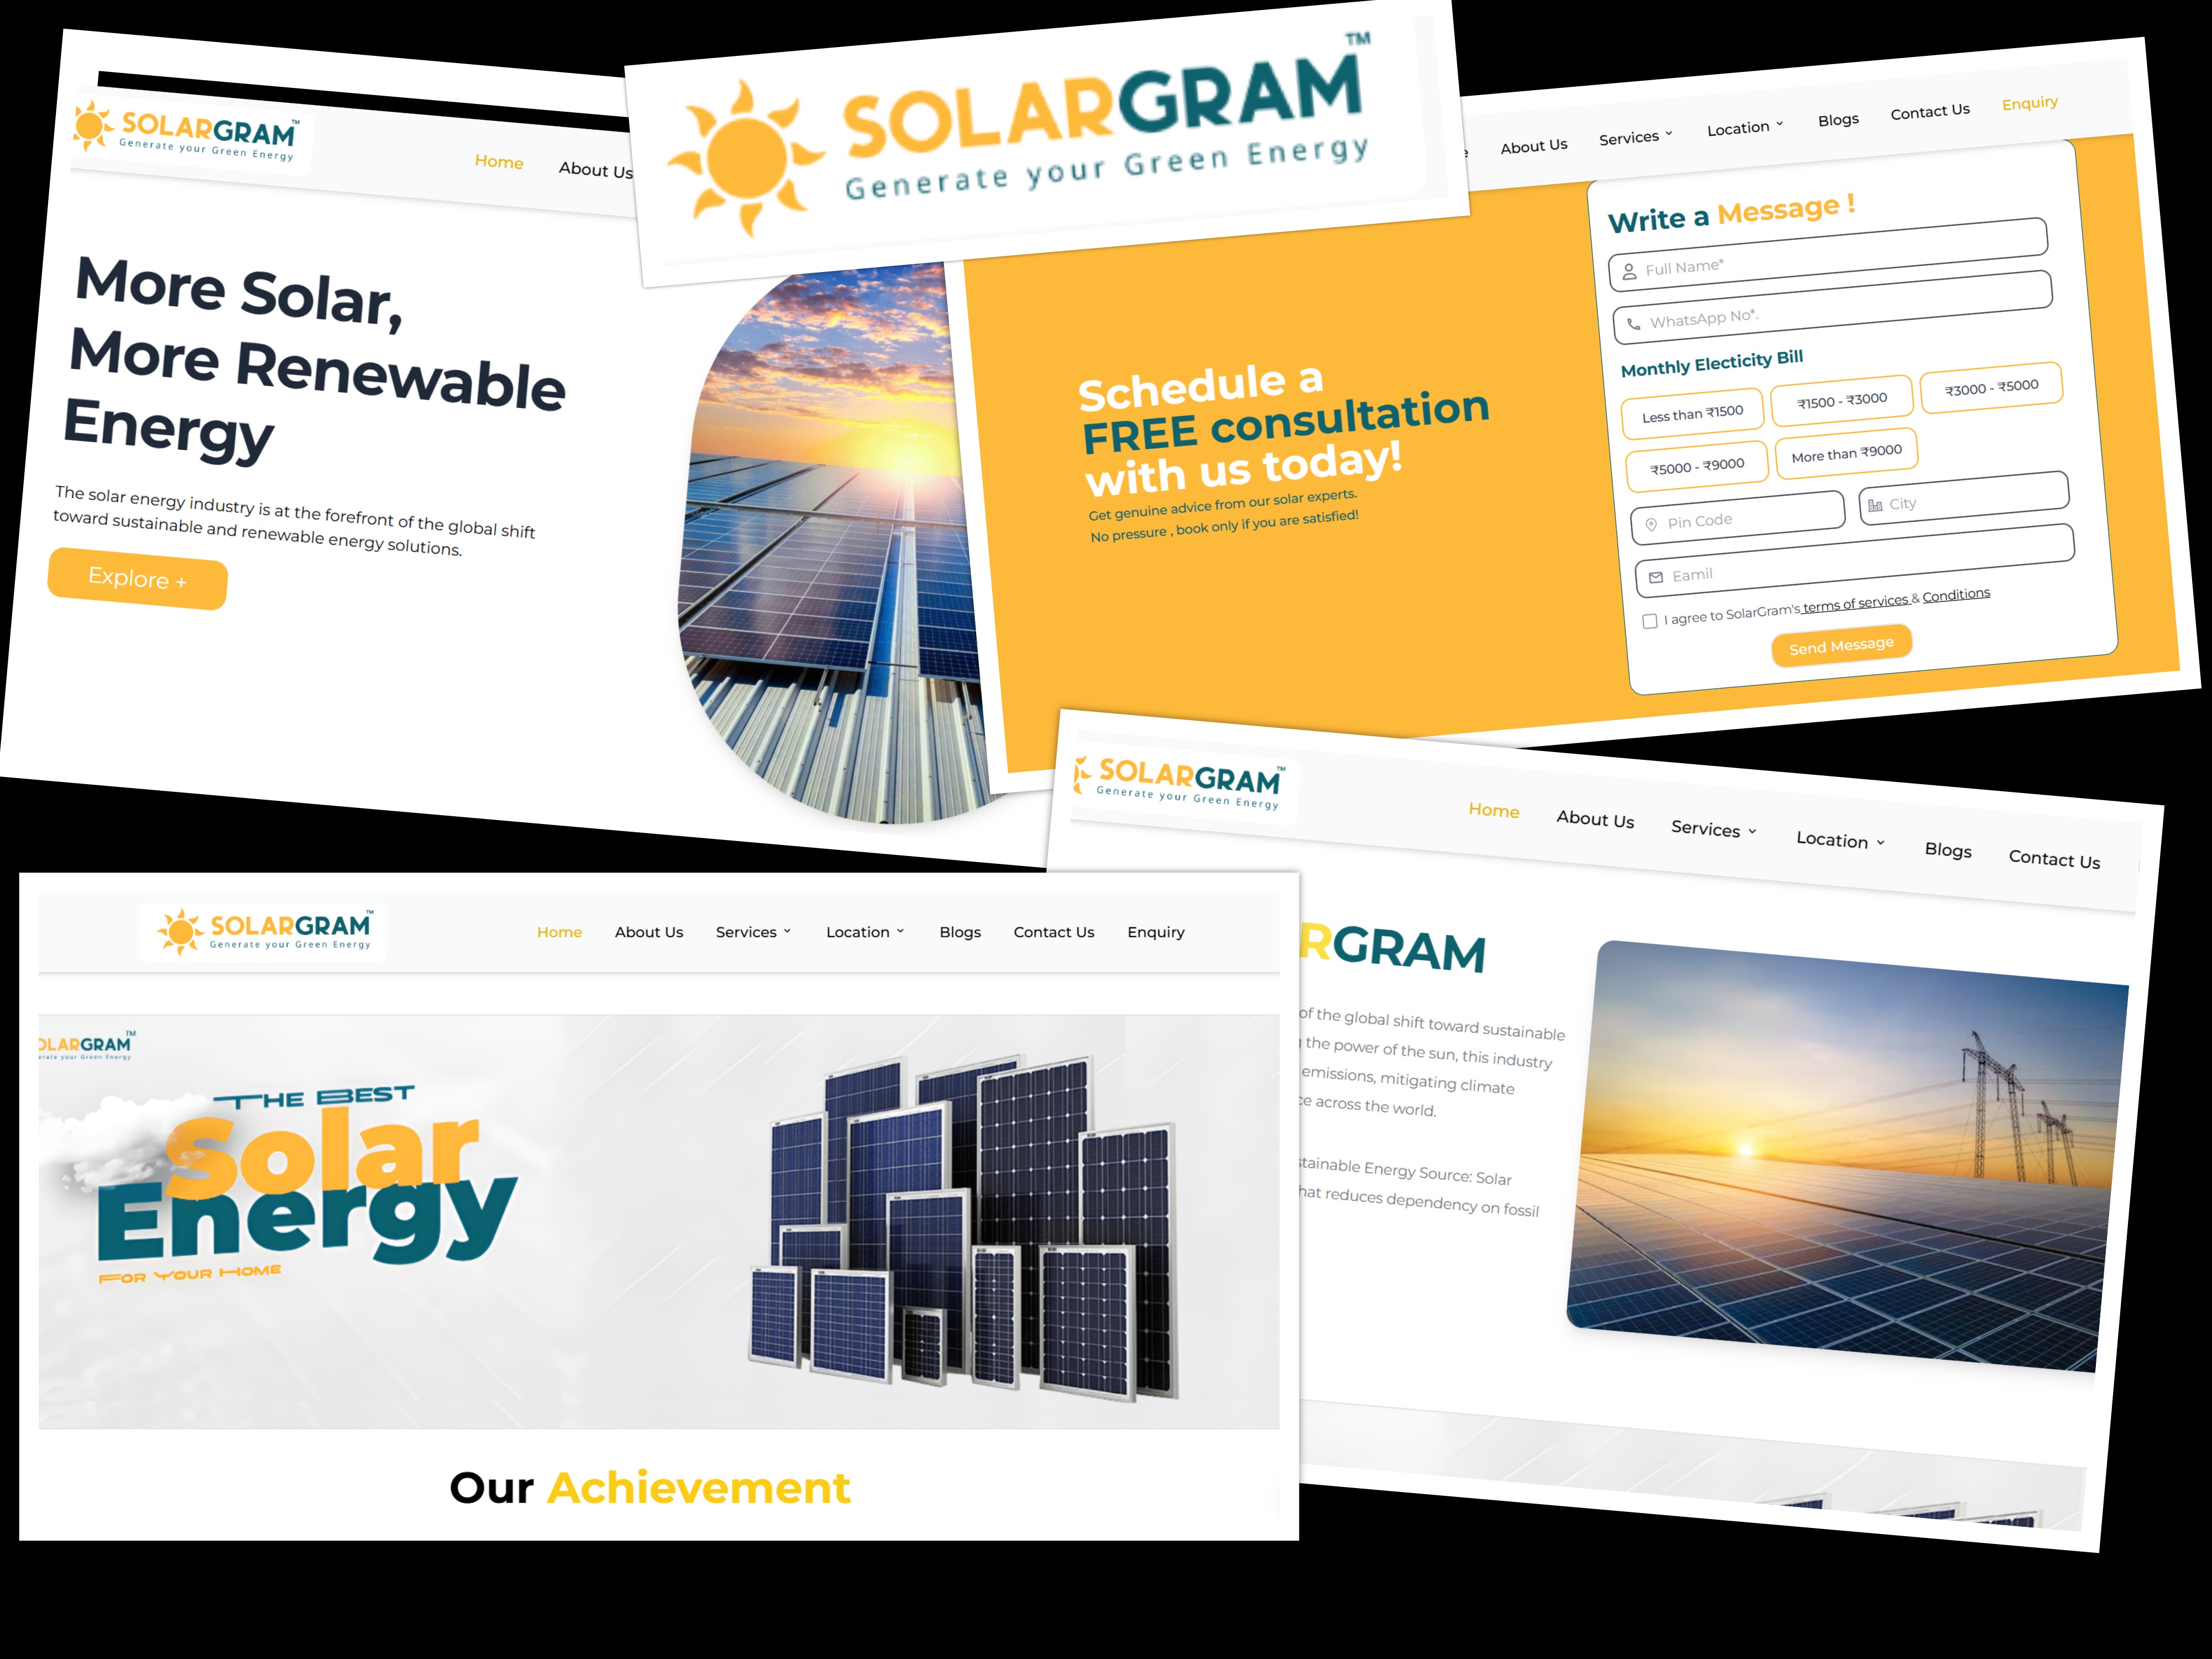 SOLARGRAM™
Generate your Green Energy
SOLARGRAM™
Generate your Green Energy
Home About Us
More Solar,
More Renewable
Energy
The solar energy industry is at the forefront of the global shift
toward sustainable and renewable energy solutions.
Explore +
About Us Services Location Blogs Contact Us Enquiry
Schedule a
FREE consultation
with us today!
Get genuine advice from our solar experts.
No pressure , book only if you are satisfied!
Write a Message !
Full Name*
WhatsApp No*.
Monthly Electicity Bill
Less than ₹1500 ₹1500 - ₹3000 ₹3000 - ₹5000
₹5000 - ₹9000 More than ₹9000
Pin Code City
Eamil
I agree to SolarGram's terms of services & Conditions
Send Message
SOLARGRAM™
Generate your Green Energy
Home About Us Services Location Blogs Contact Us
RGRAM
of the global shift toward sustainable
the power of the sun, this industry
emissions, mitigating climate
ce across the world.
stainable Energy Source: Solar
hat reduces dependency on fossil
SOLARGRAM™
Generate your Green Energy
Home About Us Services Location Blogs Contact Us Enquiry
OLARGRAM™
erate your Green Energy
THE BEST
Solar
Energy
FOR YOUR HOME
Our Achievement